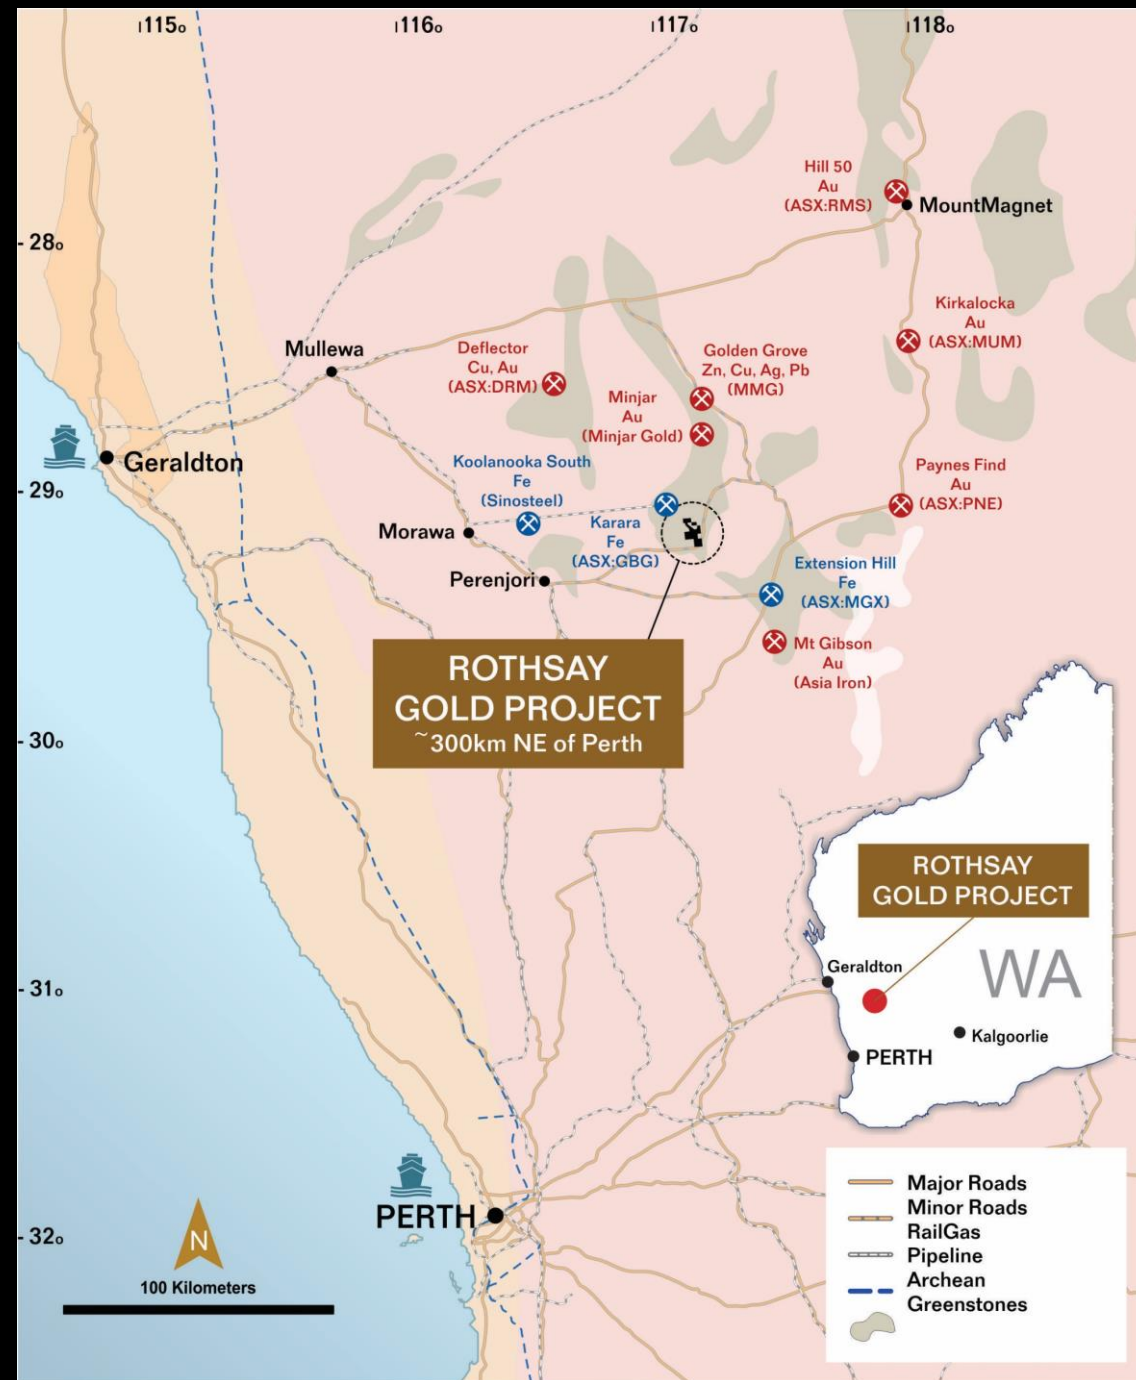 115o
116o
117o
118o
Hill 50
Au
(ASX:RMS)
MountMagnet
- 28o
Kirkalocka
Au
(ASX:MUM)
Mullewa
Deflector
Cu, Au
(ASX:DRM)
Golden Grove
Zn, Cu, Ag, Pb
(MMG)
Minjar
Au
(Minjar Gold)
Geraldton
Koolanooka South
Fe
(Sinosteel)
Paynes Find
Au
(ASX:PNE)
- 29o
Morawa
Karara
Fe
(ASX:GBG)
Perenjori
Extension Hill
Fe
(ASX:MGX)
Mt Gibson
Au
(Asia Iron)
ROTHSAY
GOLD PROJECT
~300km NE of Perth
- 30o
ROTHSAY
GOLD PROJECT
Geraldton
WA
- 31o
Kalgoorlie
PERTH
PERTH
- 32o
N
100 Kilometers
Major Roads
Minor Roads
RailGas
Pipeline
Archean
Greenstones